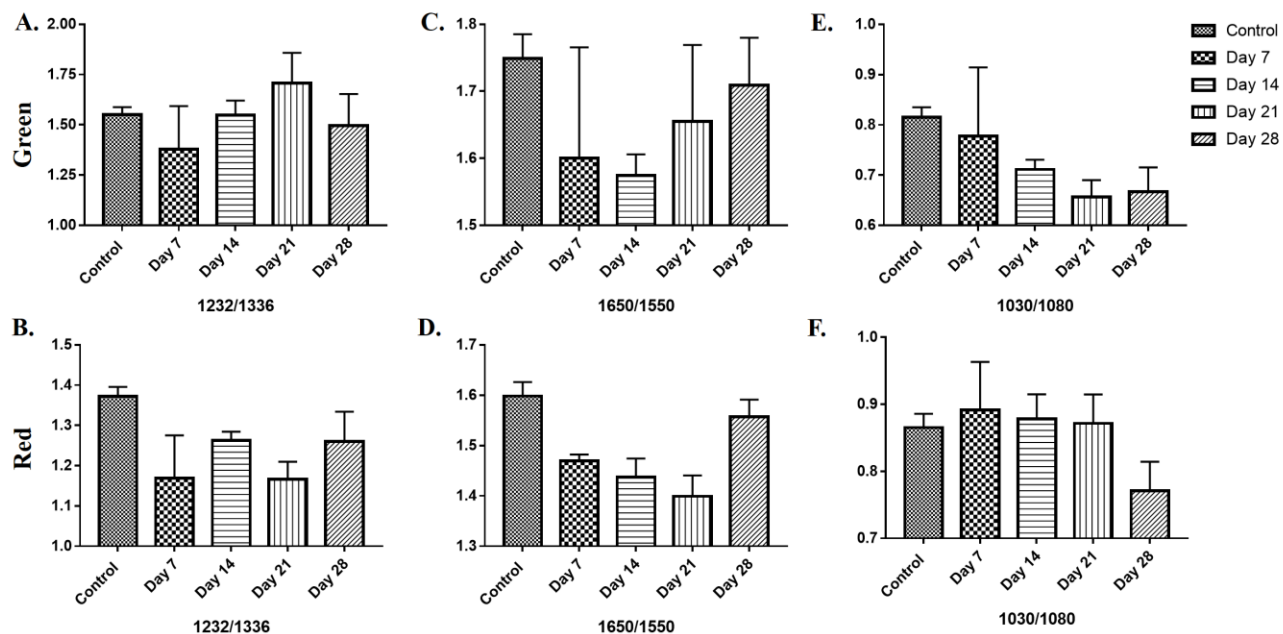 A.
Green
2.00
1.75
1.50
1.25
1.00
Control
Day 7
Day 14
Day 21
Day 28
1232/1336
C.
1.8
1.7
1.6
1.5
Control
Day 7
Day 14
Day 21
Day 28
1650/1550
E.
1.0
0.9
0.8
0.7
0.6
Control
Day 7
Day 14
Day 21
Day 28
1030/1080
Control
Day 7
Day 14
Day 21
Day 28
B.
Red
1.5
1.4
1.3
1.2
1.1
1.0
Control
Day 7
Day 14
Day 21
Day 28
1232/1336
D.
1.7
1.6
1.5
1.4
1.3
Control
Day 7
Day 14
Day 21
Day 28
1650/1550
F.
1.0
0.9
0.8
0.7
Control
Day 7
Day 14
Day 21
Day 28
1030/1080